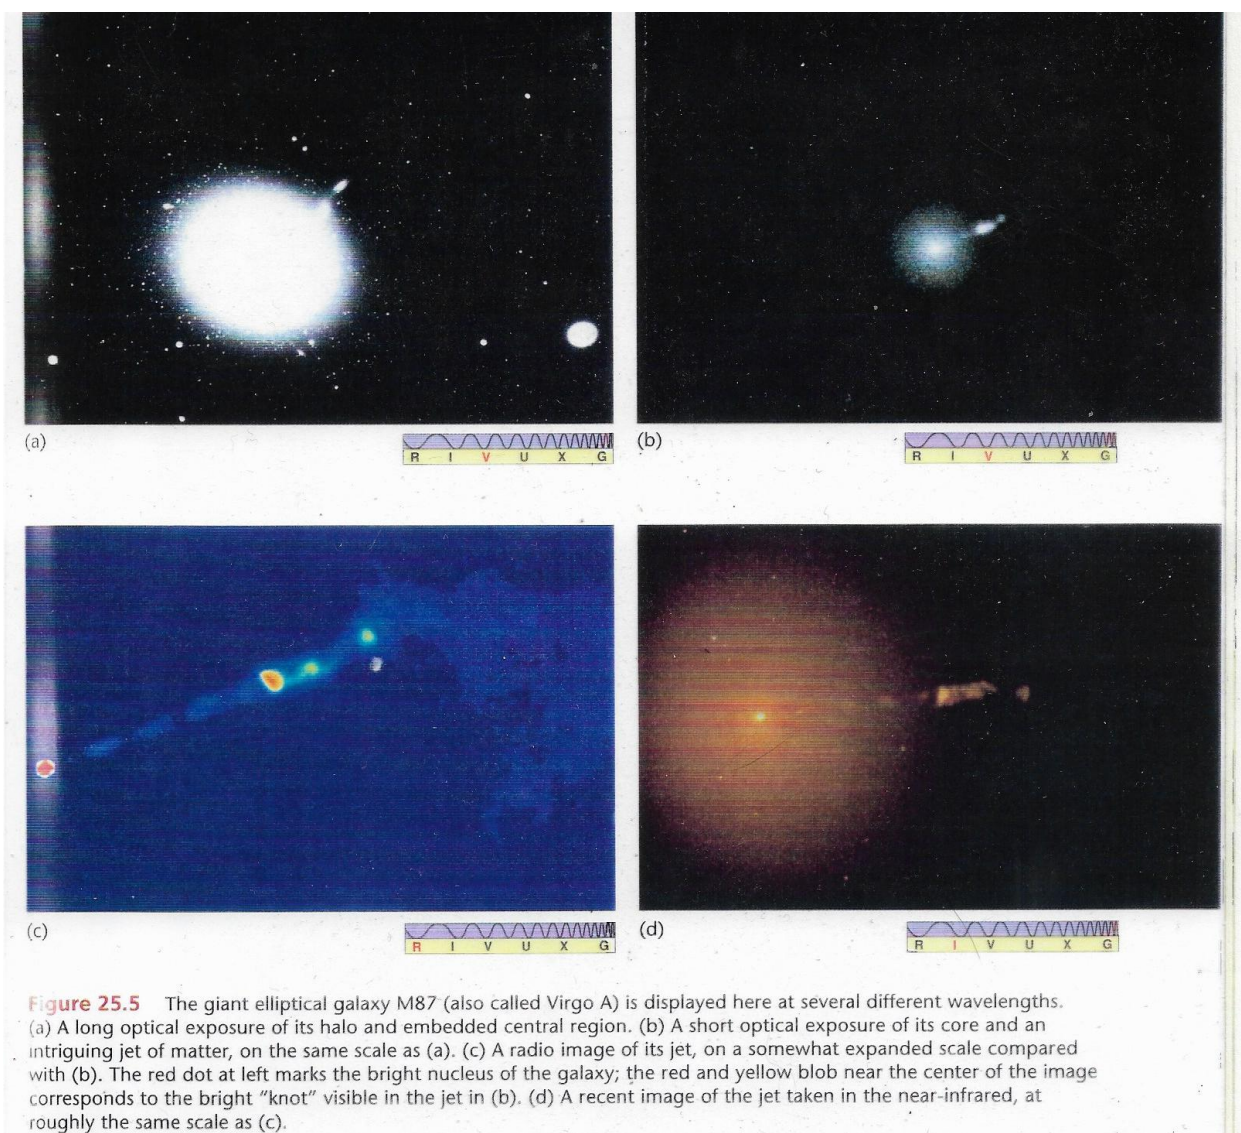 (a)
R I V U X G
(b)
R I V U X G
(c)
R I V U X G
(d)
R I V U X G
Figure 25.5 The giant elliptical galaxy M87 (also called Virgo A) is displayed here at several different wavelengths.
(a) A long optical exposure of its halo and embedded central region. (b) A short optical exposure of its core and an
intriguing jet of matter, on the same scale as (a). (c) A radio image of its jet, on a somewhat expanded scale compared
with (b). The red dot at left marks the bright nucleus of the galaxy; the red and yellow blob near the center of the image
corresponds to the bright "knot" visible in the jet in (b). (d) A recent image of the jet taken in the near-infrared, at
roughly the same scale as (c).